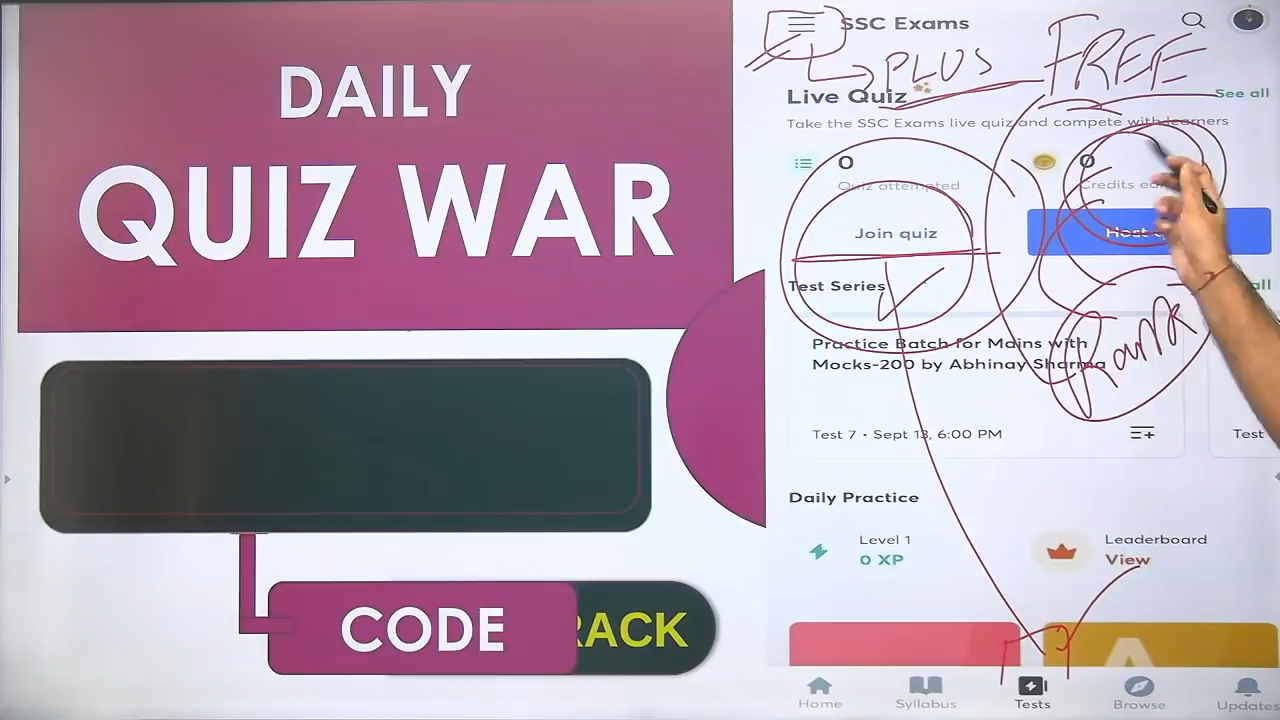 DAILY
QUIZ WAR
CODE
RACK
SSC Exams
PLUS FREE
Live Quiz
See all
Take the SSC Exams live quiz and compete with learners
0
Quiz attempted
0
Credits
Join quiz
Host
Test Series
all
Rank
Practice Batch for Mains with
Mocks-200 by Abhinay Sharma
Test 7 • Sept 13, 6:00 PM
Test
Daily Practice
Level 1
0 XP
Leaderboard
View
Home
Syllabus
Tests
Browse
Updates